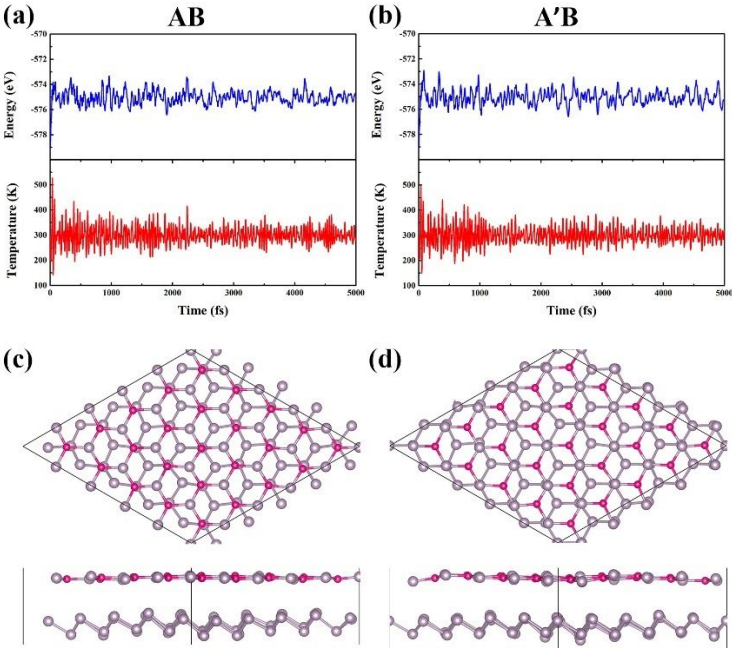 (a) AB
-570
-572
-574
-576
-578
Energy (eV)
500
400
300
200
100
Temperature (K)
0 1000 2000 3000 4000 5000
Time (fs)
(b) A′B
-570
-572
-574
-576
-578
Energy (eV)
500
400
300
200
100
Temperature (K)
0 1000 2000 3000 4000 5000
Time (fs)
(c)
(d)